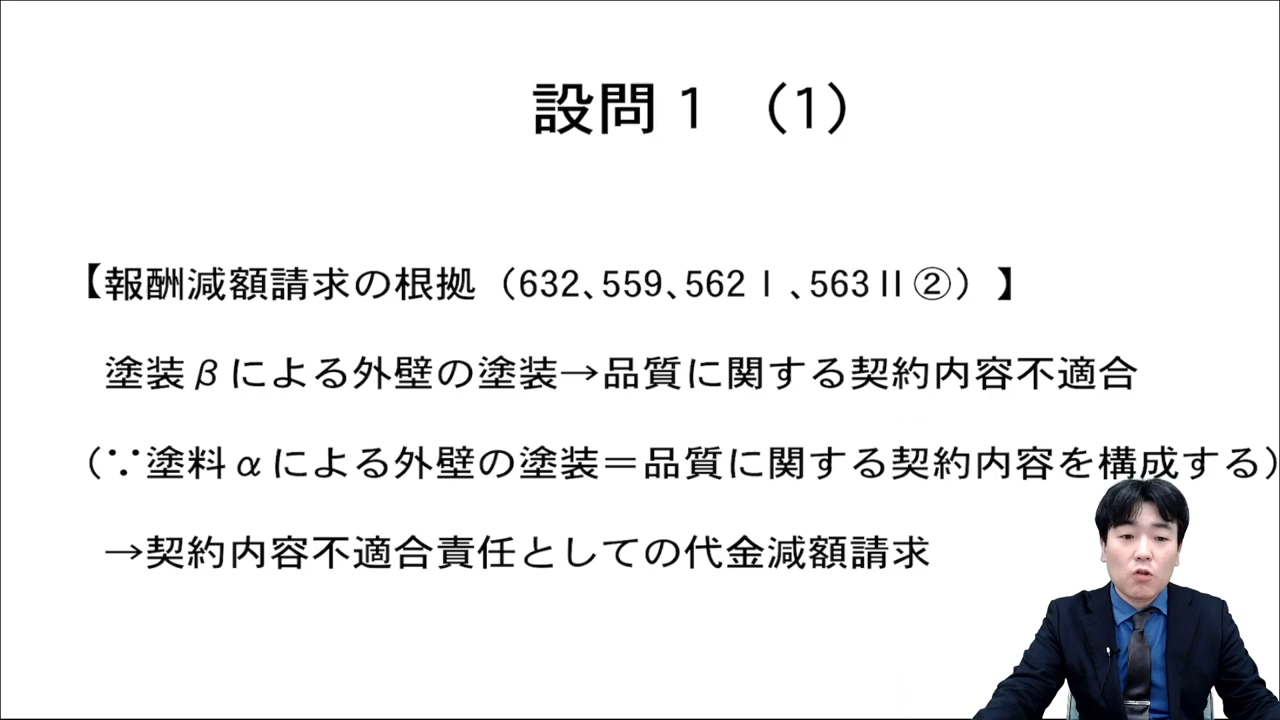 設問1 (1)
【報酬減額請求の根拠（632、559、562Ⅰ、563Ⅱ②）】
塗装βによる外壁の塗装→品質に関する契約内容不適合
（∵塗料αによる外壁の塗装＝品質に関する契約内容を構成する）
→契約内容不適合責任としての代金減額請求